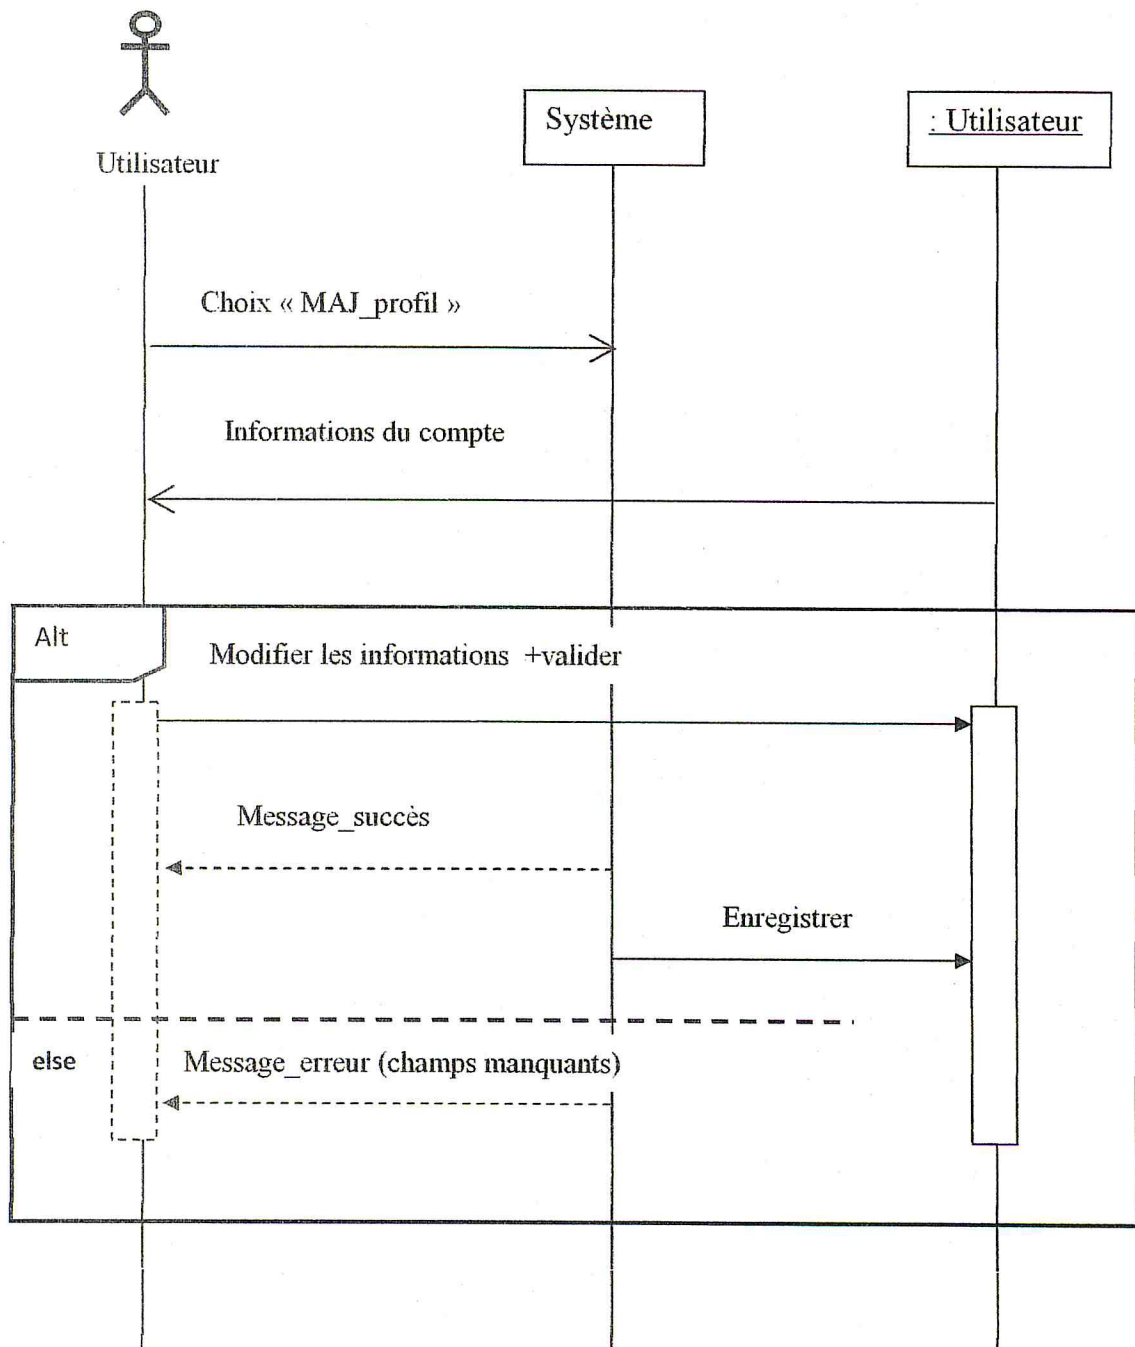 Utilisateur
Système
: Utilisateur
Choix « MAJ_profil »
Informations du compte
Alt
Modifier les informations +valider
Message_succès
Enregistrer
else
Message_erreur (champs manquants)